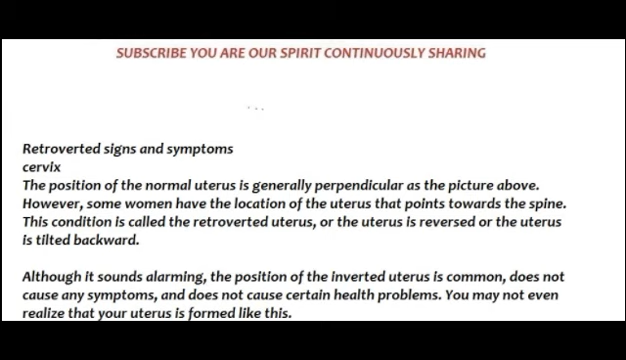 SUBSCRIBE YOU ARE OUR SPIRIT CONTINUOUSLY SHARING
Retroverted signs and symptoms
cervix
The position of the normal uterus is generally perpendicular as the picture above.
However, some women have the location of the uterus that points towards the spine.
This condition is called the retroverted uterus, or the uterus is reversed or the uterus
is tilted backward.
Although it sounds alarming, the position of the inverted uterus is common, does not
cause any symptoms, and does not cause certain health problems. You may not even
realize that your uterus is formed like this.